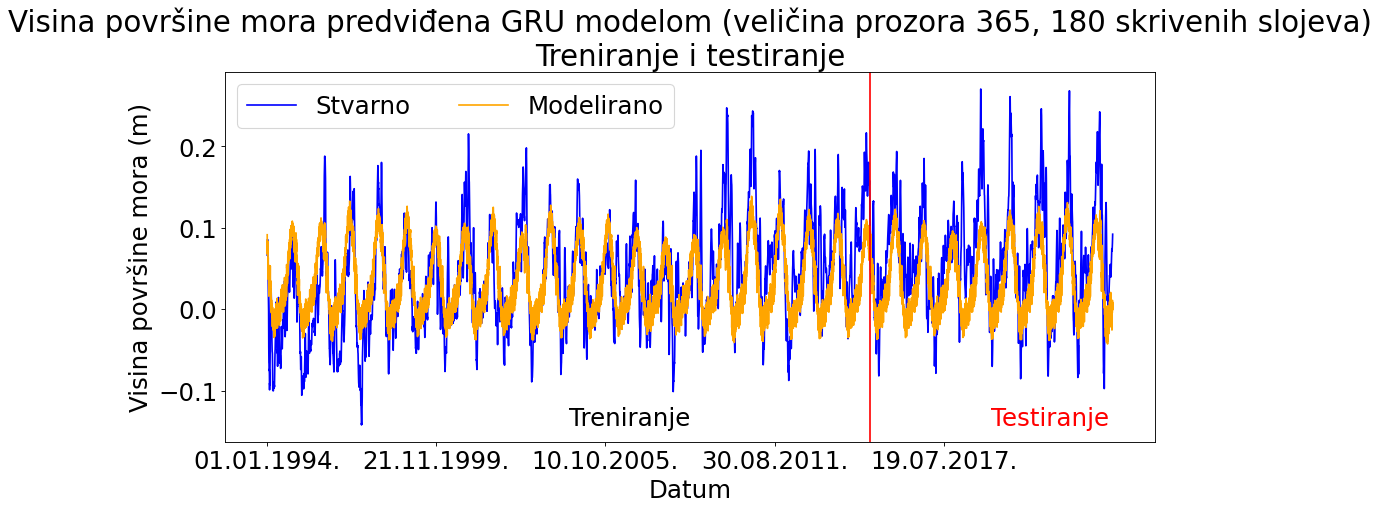 Visina površine mora predviđena GRU modelom (veličina prozora 365, 180 skrivenih slojeva)
Treniranje i testiranje
Stvarno
Modelirano
Visina površine mora (m)
0.2
0.1
0.0
−0.1
Treniranje
Testiranje
01.01.1994.
21.11.1999.
10.10.2005.
30.08.2011.
19.07.2017.
Datum